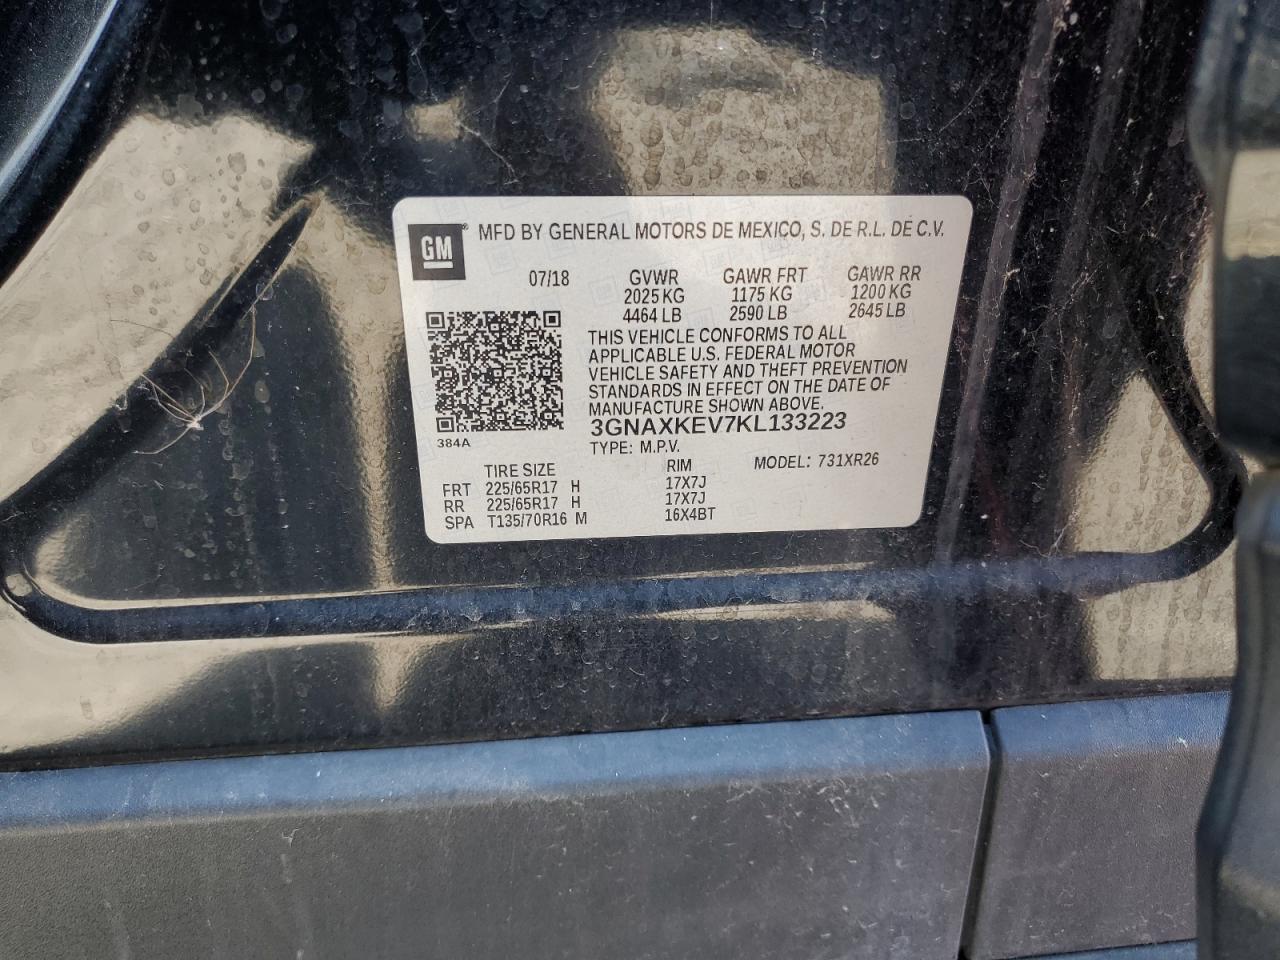 GM® MFD BY GENERAL MOTORS DE MEXICO, S. DE R.L. DE C.V.
07/18 GVWR GAWR FRT GAWR RR
2025 KG 1175 KG 1200 KG
4464 LB 2590 LB 2645 LB
THIS VEHICLE CONFORMS TO ALL
APPLICABLE U.S. FEDERAL MOTOR
VEHICLE SAFETY AND THEFT PREVENTION
STANDARDS IN EFFECT ON THE DATE OF
MANUFACTURE SHOWN ABOVE.
3GNAXKEV7KL133223
384A
TYPE: M.P.V.
TIRE SIZE RIM MODEL: 731XR26
FRT 225/65R17 H 17X7J
RR 225/65R17 H 17X7J
SPA T135/70R16 M 16X4BT